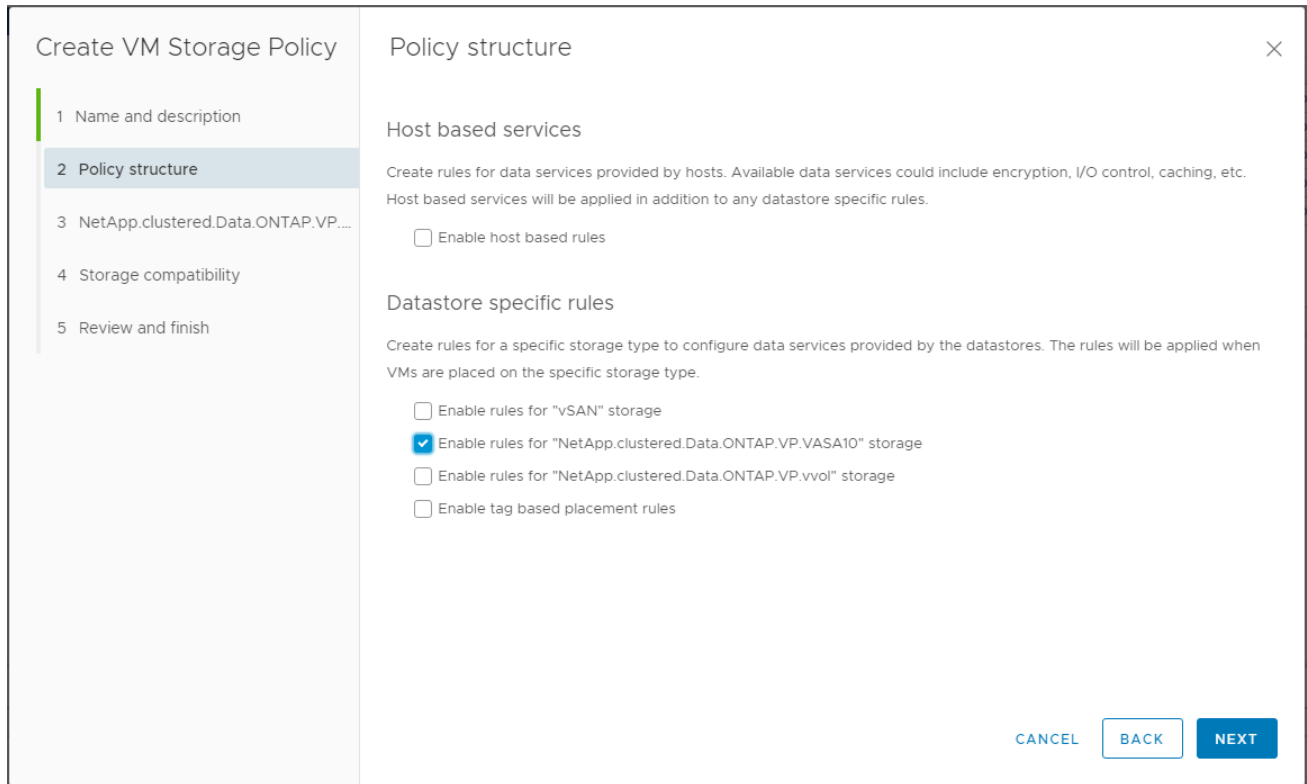 Create VM Storage Policy
1 Name and description
2 Policy structure
3 NetApp.clustered.Data.ONTAP.VP....
4 Storage compatibility
5 Review and finish
Policy structure
Host based services
Create rules for data services provided by hosts. Available data services could include encryption, I/O control, caching, etc.
Host based services will be applied in addition to any datastore specific rules.
Enable host based rules
Datastore specific rules
Create rules for a specific storage type to configure data services provided by the datastores. The rules will be applied when
VMs are placed on the specific storage type.
Enable rules for "vSAN" storage
Enable rules for "NetApp.clustered.Data.ONTAP.VP.VASA10" storage
Enable rules for "NetApp.clustered.Data.ONTAP.VP.vvol" storage
Enable tag based placement rules
CANCEL BACK NEXT